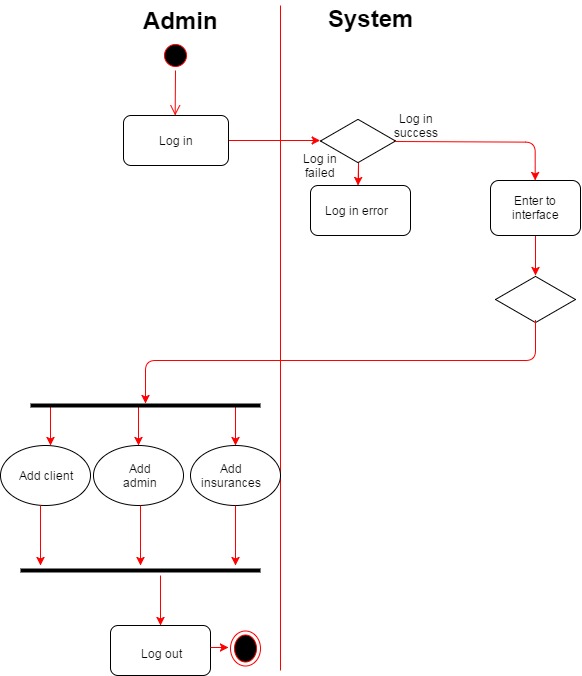 Admin
System
Log in
Log in
success
Log in
failed
Log in error
Enter to
interface
Add client
Add
admin
Add
insurances
Log out